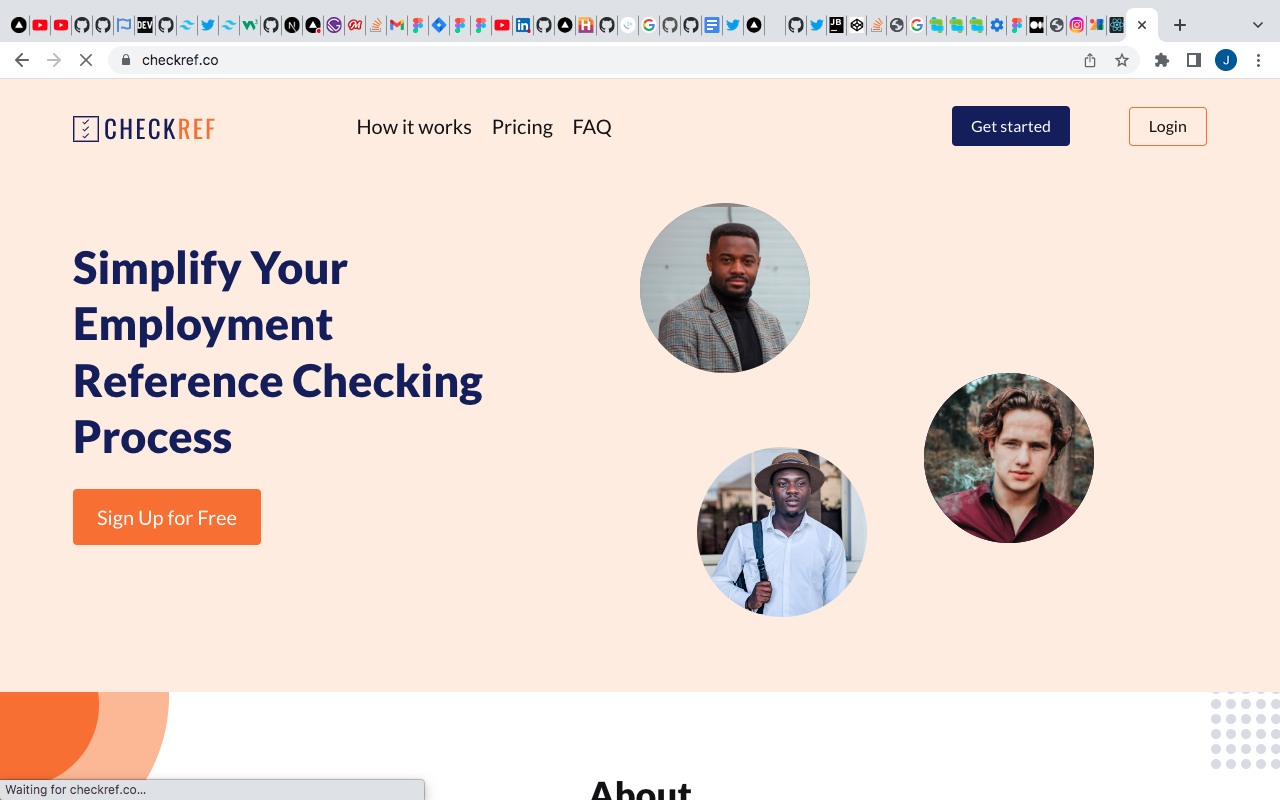 checkref.co
J
CHECKREF
How it works
Pricing
FAQ
Get started
Login
Simplify Your
Employment
Reference Checking
Process
Sign Up for Free
About
Waiting for checkref.co...